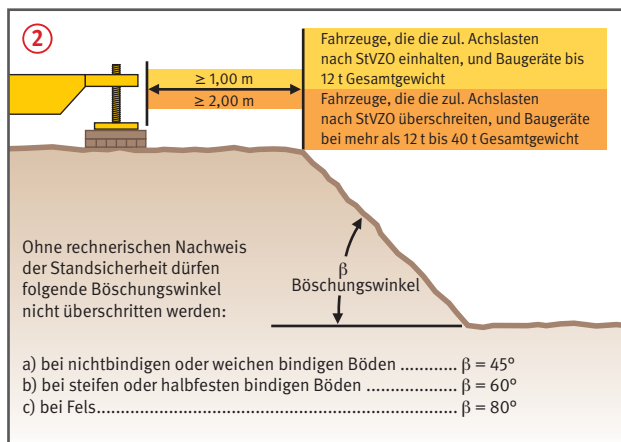 2
≥ 1,00 m
≥ 2,00 m
Fahrzeuge, die die zul. Achslasten
nach StVZO einhalten, und Baugeräte bis
12 t Gesamtgewicht
Fahrzeuge, die die zul. Achslasten
nach StVZO überschreiten, und Baugeräte
bei mehr als 12 t bis 40 t Gesamtgewicht
Ohne rechnerischen Nachweis
der Standsicherheit dürfen
folgende Böschungswinkel
nicht überschritten werden:
β
Böschungswinkel
a) bei nichtbindigen oder weichen bindigen Böden ............ β = 45°
b) bei steifen oder halbfesten bindigen Böden .................. β = 60°
c) bei Fels........................................................................ β = 80°